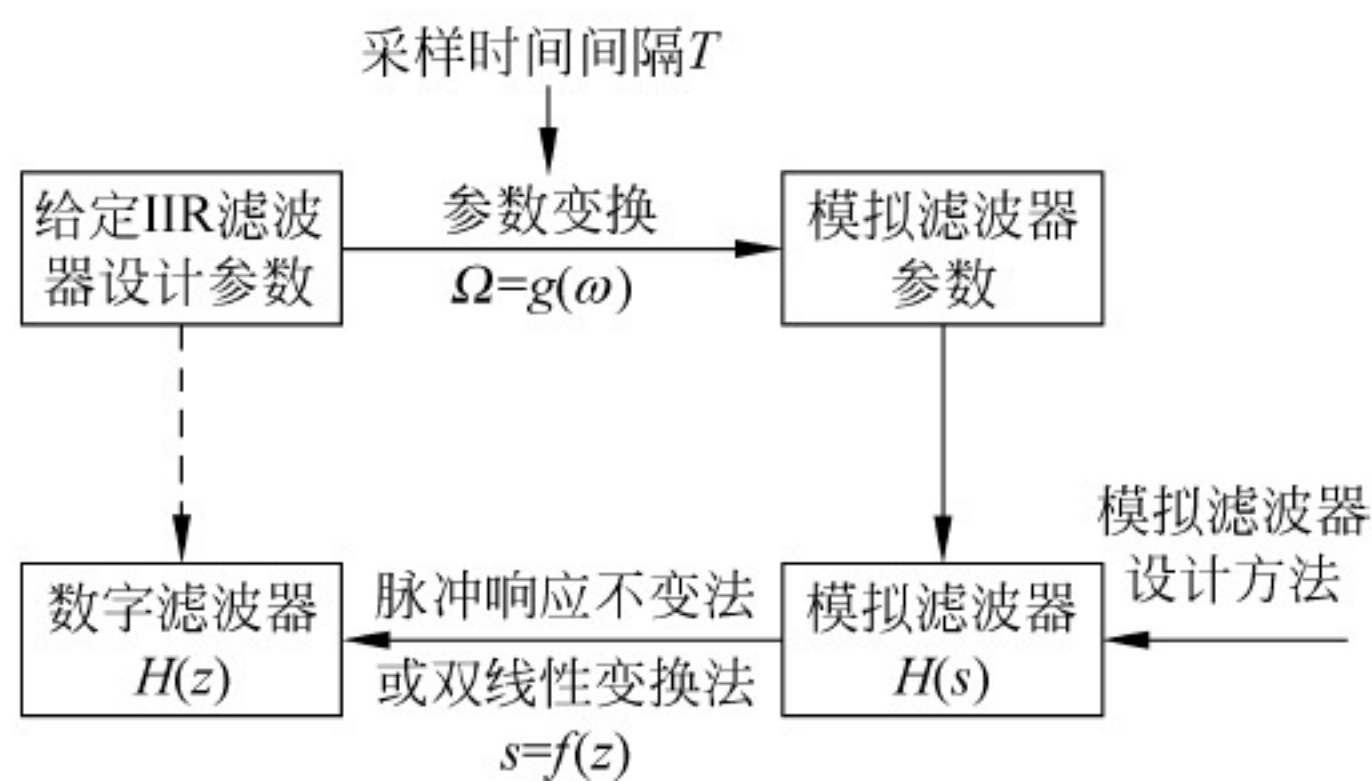 采样时间间隔T
给定IIR滤波
器设计参数
参数变换
Ω=g(ω)
模拟滤波器
参数
模拟滤波器
设计方法
数字滤波器
H(z)
脉冲响应不变法
或双线性变换法
s=f(z)
模拟滤波器
H(s)